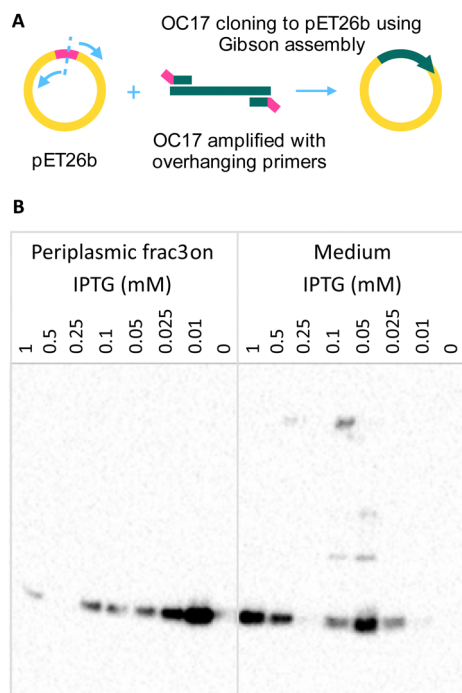 A
OC17 cloning to pET26b using
Gibson assembly
+
pET26b
OC17 amplified with
overhanging primers
B
Periplasmic frac3on
IPTG (mM)
Medium
IPTG (mM)
1 0.5 0.25 0.1 0.05 0.025 0.01 0
1 0.5 0.25 0.1 0.05 0.025 0.01 0